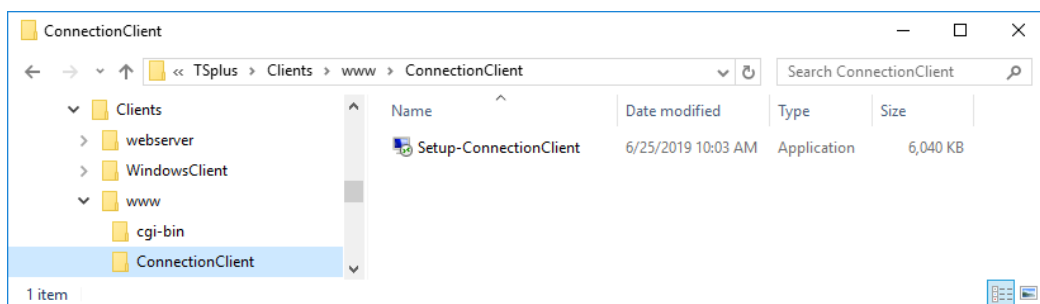 ConnectionClient
« TSplus > Clients > www > ConnectionClient
Search ConnectionClient
Clients
webserver
WindowsClient
www
cgi-bin
ConnectionClient
Name Date modified Type Size
Setup-ConnectionClient 6/25/2019 10:03 AM Application 6,040 KB
1 item